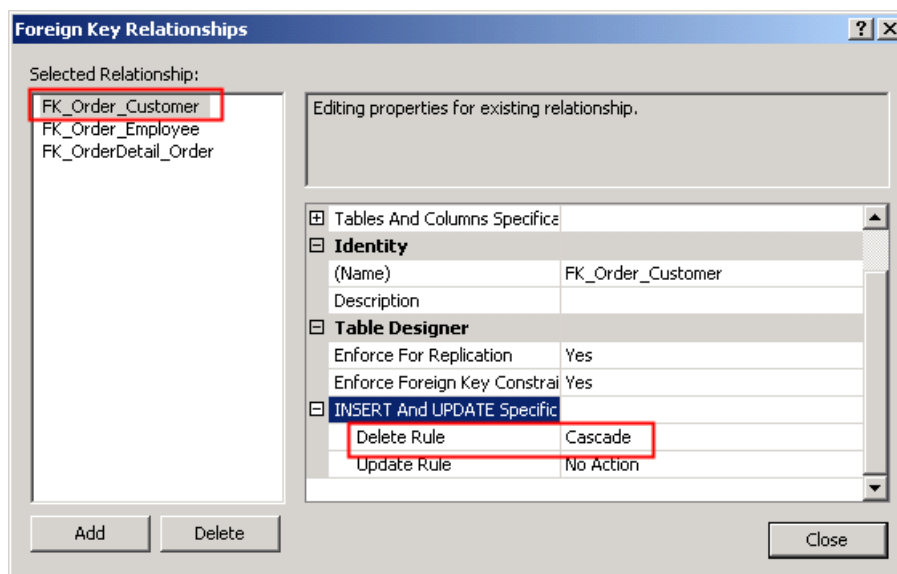 Foreign Key Relationships
Selected Relationship:
FK_Order_Customer
FK_Order_Employee
FK_OrderDetail_Order
Editing properties for existing relationship.
Tables And Columns Specifica
Identity
(Name) FK_Order_Customer
Description
Table Designer
Enforce For Replication Yes
Enforce Foreign Key Constrai Yes
INSERT And UPDATE Specific
Delete Rule Cascade
Update Rule No Action
Add Delete
Close